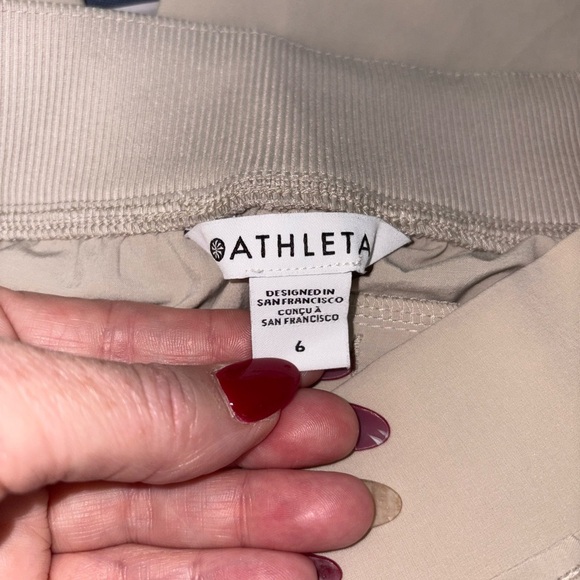 ATHLETA
DESIGNED IN
SAN FRANCISCO
CONÇU À
SAN FRANCISCO
6